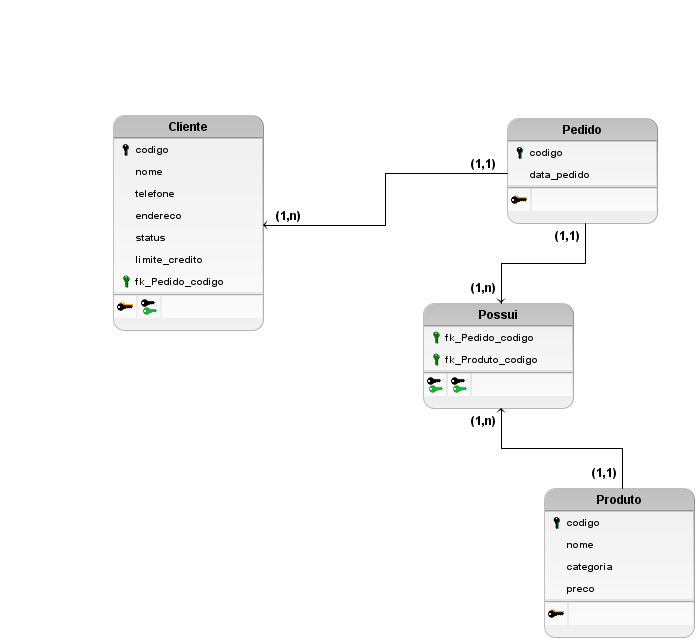 Cliente
codigo
nome
telefone
endereco
status
limite_credito
fk_Pedido_codigo
(1,n)
(1,1)
Pedido
codigo
data_pedido
(1,1)
(1,n)
Possui
fk_Pedido_codigo
fk_Produto_codigo
(1,n)
(1,1)
Produto
codigo
nome
categoria
preco